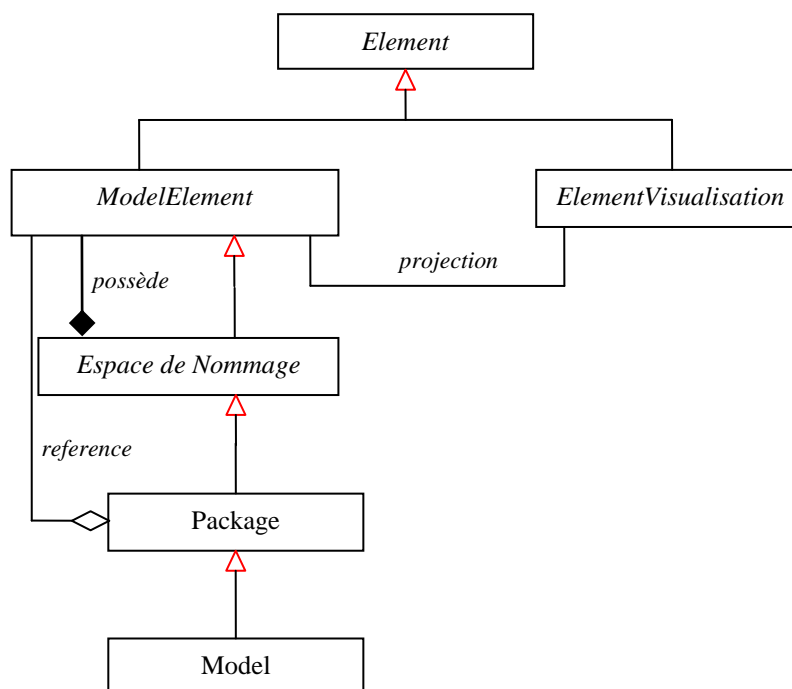 Element
ModelElement
ElementVisualisation
projection
possède
Espace de Nommage
reference
Package
Model